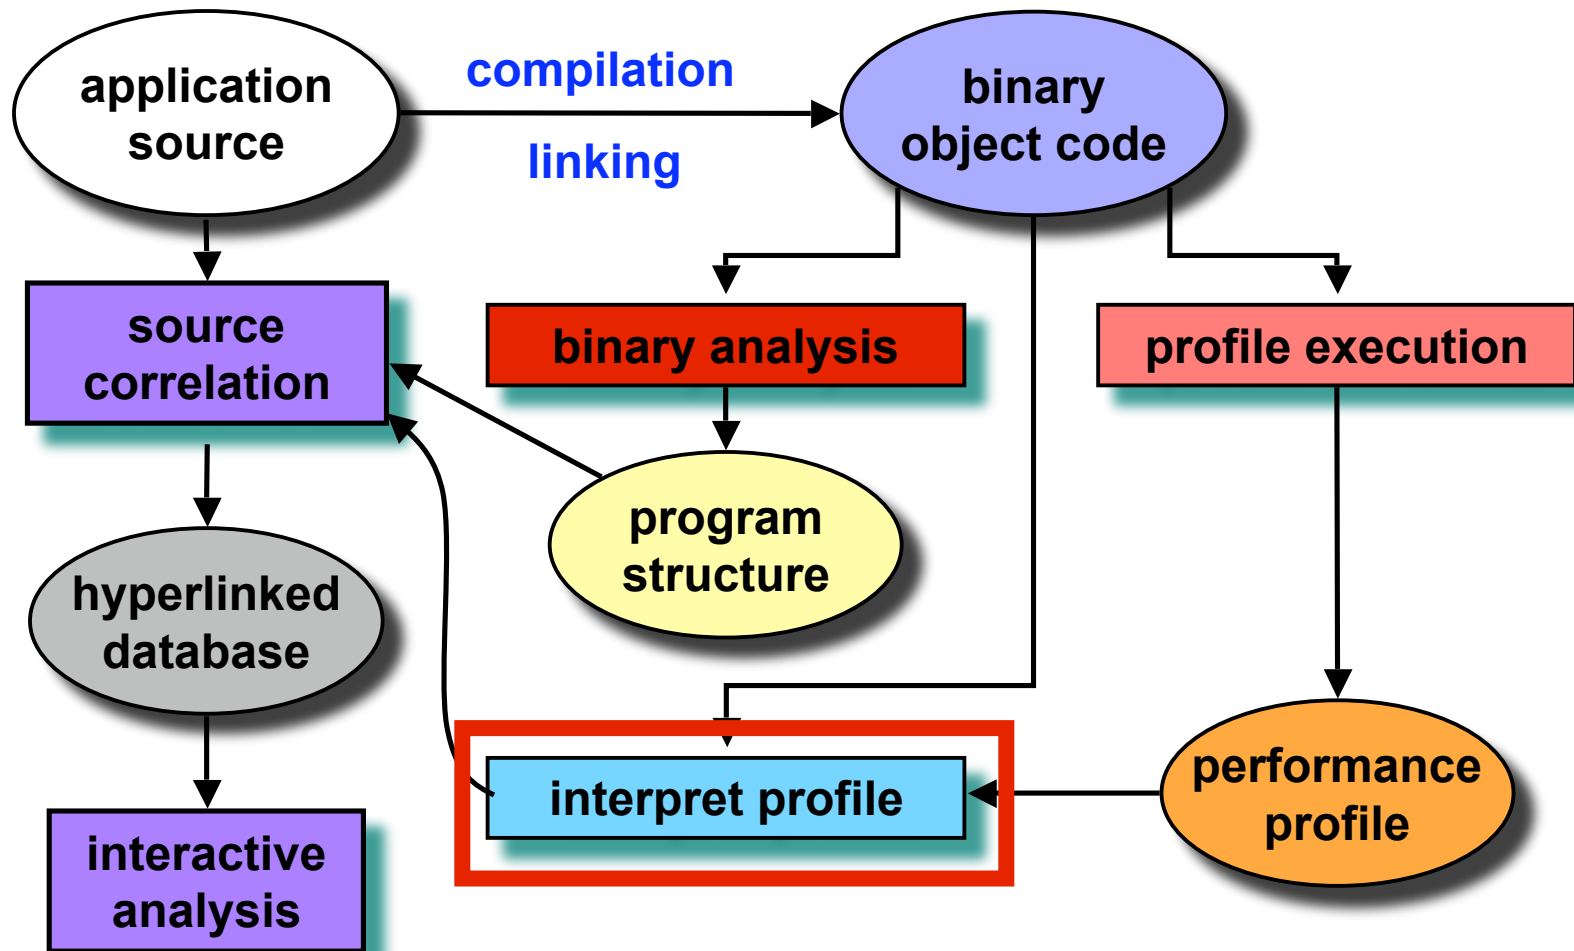 application
source
compilation
linking
binary
object code
source
correlation
binary analysis
profile execution
program
structure
hyperlinked
database
interpret profile
performance
profile
interactive
analysis